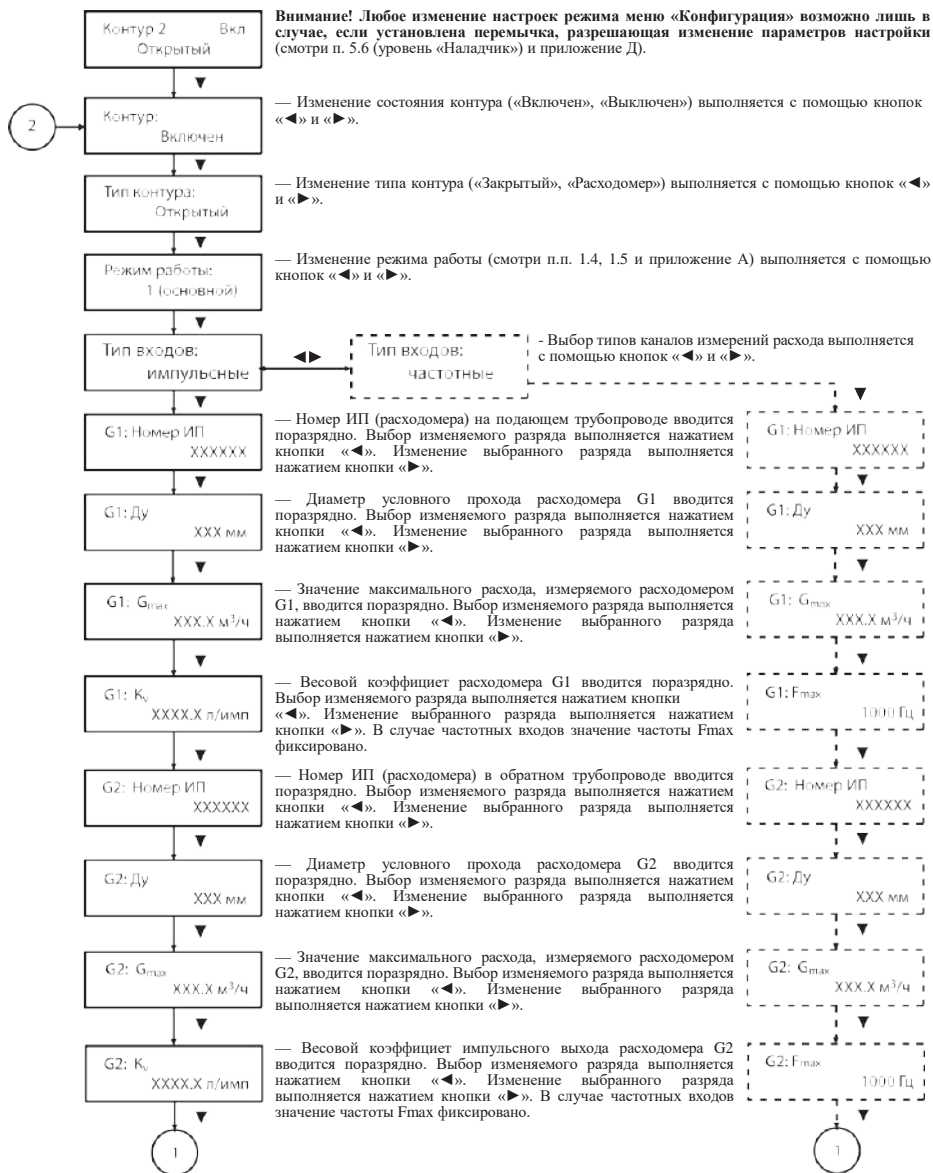 Контур 2 Вкл
Открытый
Внимание! Любое изменение настроек режима меню «Конфигурация» возможно лишь в
случае, если установлена перемычка, разрешающая изменение параметров настройки
(смотри п. 5.6 (уровень «Наладчик») и приложение Д).
▼
2
Контур:
Включен
— Изменение состояния контура («Включен», «Выключен») выполняется с помощью кнопок
«◄» и «►».
▼
Тип контура:
Открытый
— Изменение типа контура («Закрытый», «Расходомер») выполняется с помощью кнопок «◄»
и «►».
▼
Режим работы:
1 (основной)
— Изменение режима работы (смотри п.п. 1.4, 1.5 и приложение А) выполняется с помощью
кнопок «◄» и «►».
▼
Тип входов:
импульсные
◄►
Тип входов:
частотные
- Выбор типов каналов измерений расхода выполняется
с помощью кнопок «◄» и «►».
▼
▼
G1: Номер ИП
XXXXXX
— Номер ИП (расходомера) на подающем трубопроводе вводится
поразрядно. Выбор изменяемого разряда выполняется нажатием
кнопки «◄». Изменение выбранного разряда выполняется
нажатием кнопки «►».
G1: Номер ИП
XXXXXX
▼
▼
G1: Ду
XXX мм
— Диаметр условного прохода расходомера G1 вводится
поразрядно. Выбор изменяемого разряда выполняется нажатием
кнопки «◄». Изменение выбранного разряда выполняется
нажатием кнопки «►».
G1: Ду
XXX мм
▼
▼
G1: Gmax
XXX.X м³/ч
— Значение максимального расхода, измеряемого расходомером
G1, вводится поразрядно. Выбор изменяемого разряда выполняется
нажатием кнопки «◄». Изменение выбранного разряда
выполняется нажатием кнопки «►».
G1: Gmax
XXX.X м³/ч
▼
▼
G1: Kv
XXXX.X л/имп
— Весовой коэффициет расходомера G1 вводится поразрядно.
Выбор изменяемого разряда выполняется нажатием кнопки
«◄». Изменение выбранного разряда выполняется нажатием
кнопки «►». В случае частотных входов значение частоты Fmax
фиксировано.
G1: Fmax
1000 Гц
▼
▼
G2: Номер ИП
XXXXXX
— Номер ИП (расходомера) в обратном трубопроводе вводится
поразрядно. Выбор изменяемого разряда выполняется нажатием
кнопки «◄». Изменение выбранного разряда выполняется
нажатием кнопки «►».
G2: Номер ИП
XXXXXX
▼
▼
G2: Ду
XXX мм
— Диаметр условного прохода расходомера G2 вводится
поразрядно. Выбор изменяемого разряда выполняется нажатием
кнопки «◄». Изменение выбранного разряда выполняется
нажатием кнопки «►».
G2: Ду
XXX мм
▼
▼
G2: Gmax
XXX.X м³/ч
— Значение максимального расхода, измеряемого расходомером
G2, вводится поразрядно. Выбор изменяемого разряда выполняется
нажатием кнопки «◄». Изменение выбранного разряда
выполняется нажатием кнопки «►».
G2: Gmax
XXX.X м³/ч
▼
▼
G2: Kv
XXXX.X л/имп
— Весовой коэффициет импульсного выхода расходомера G2
вводится поразрядно. Выбор изменяемого разряда выполняется
нажатием кнопки «◄». Изменение выбранного разряда
выполняется нажатием кнопки «►». В случае частотных входов
значение частоты Fmax фиксировано.
G2: Fmax
1000 Гц
▼
▼
1
1